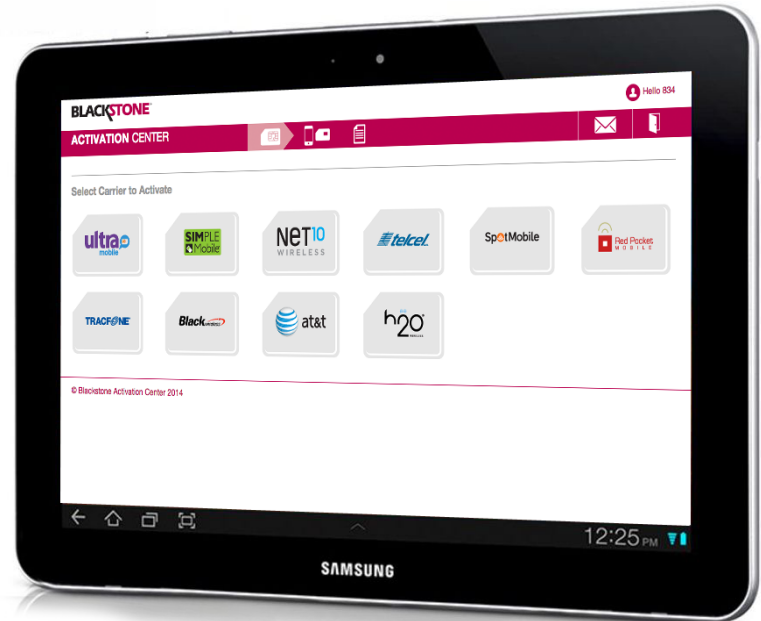 BLACKSTONE
Hello 834
ACTIVATION CENTER
Select Carrier to Activate
ultra
mobile
SIMPLE
Mobile
NET10
WIRELESS
telcel
SpotMobile
Red Pocket
MOBILE
TRACFONE
Black
at&t
h2o
© Blackstone Activation Center 2014
12:25 PM
SAMSUNG